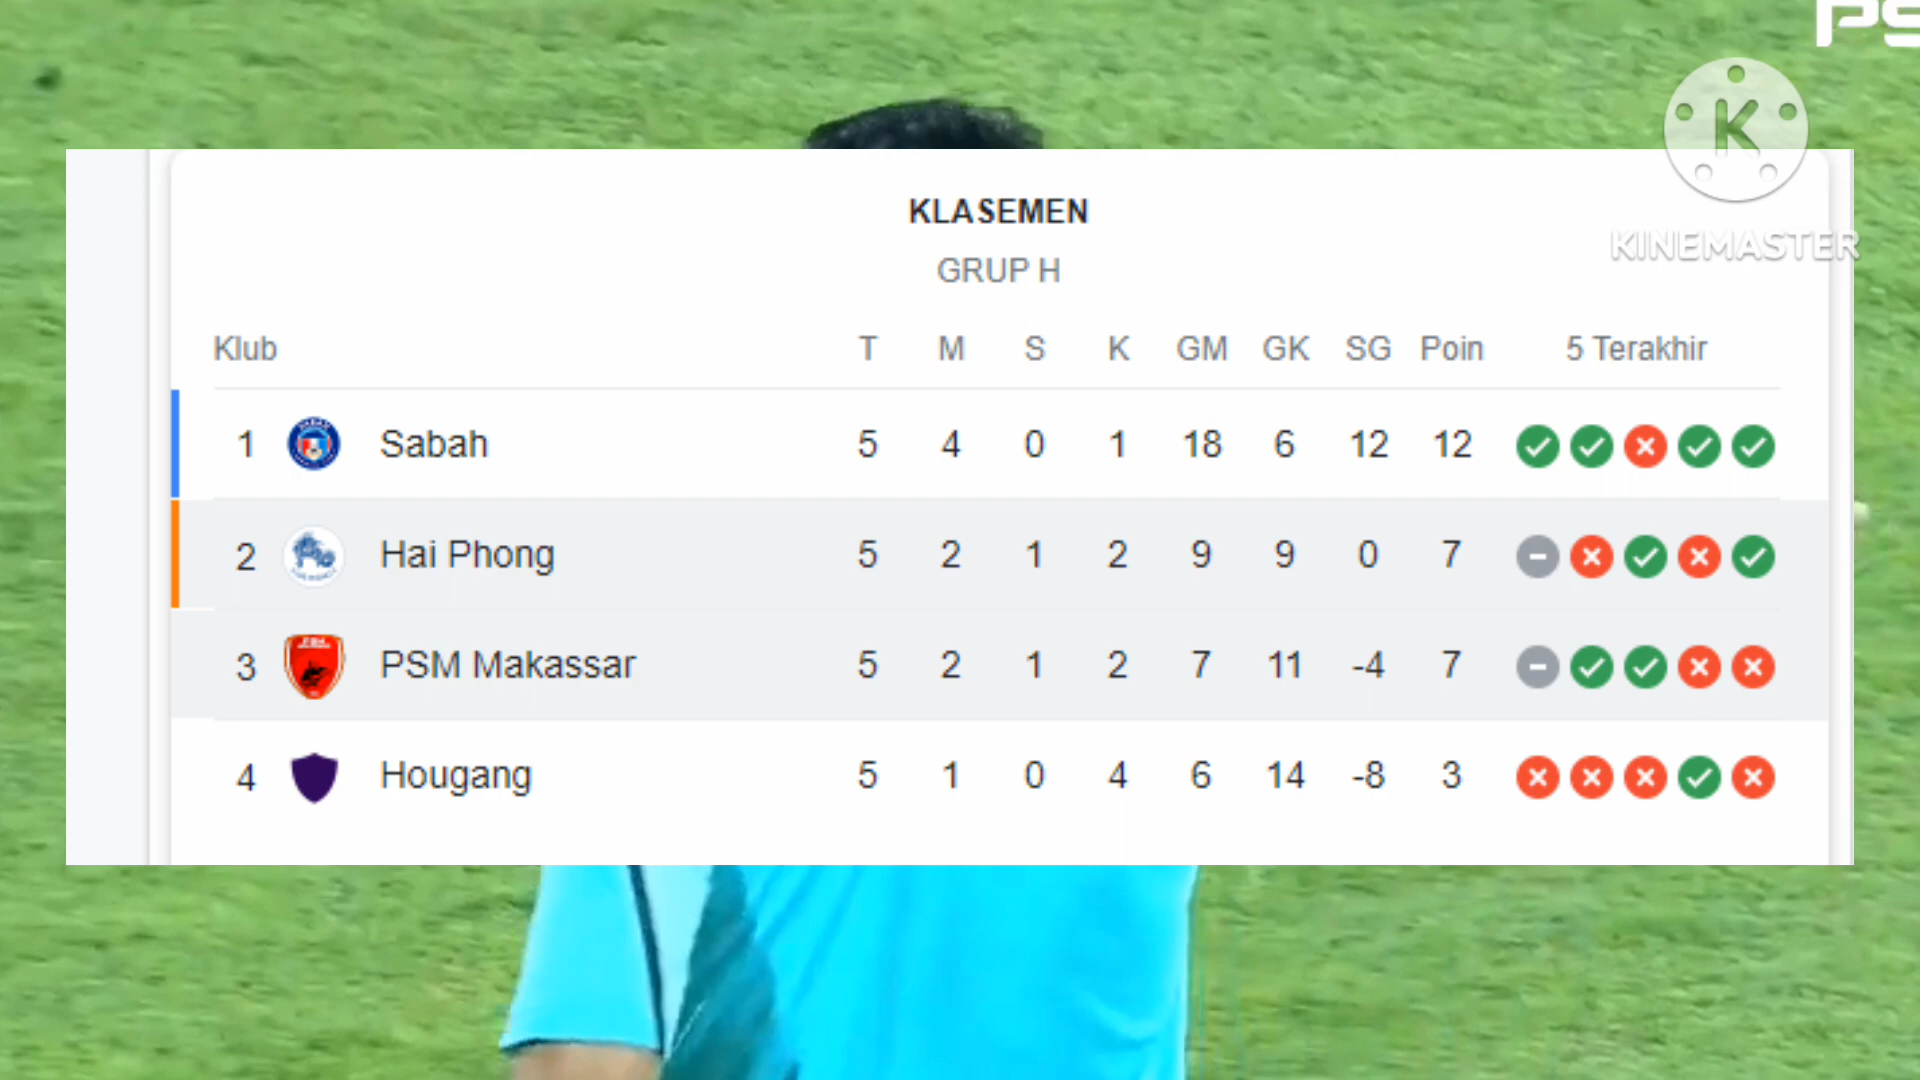 PS
KINEMASTER
KLASEMEN
GRUP H
Klub T M S K GM GK SG Poin 5 Terakhir
1 Sabah 5 4 0 1 18 6 12 12
2 Hai Phong 5 2 1 2 9 9 0 7
3 PSM Makassar 5 2 1 2 7 11 -4 7
4 Hougang 5 1 0 4 6 14 -8 3